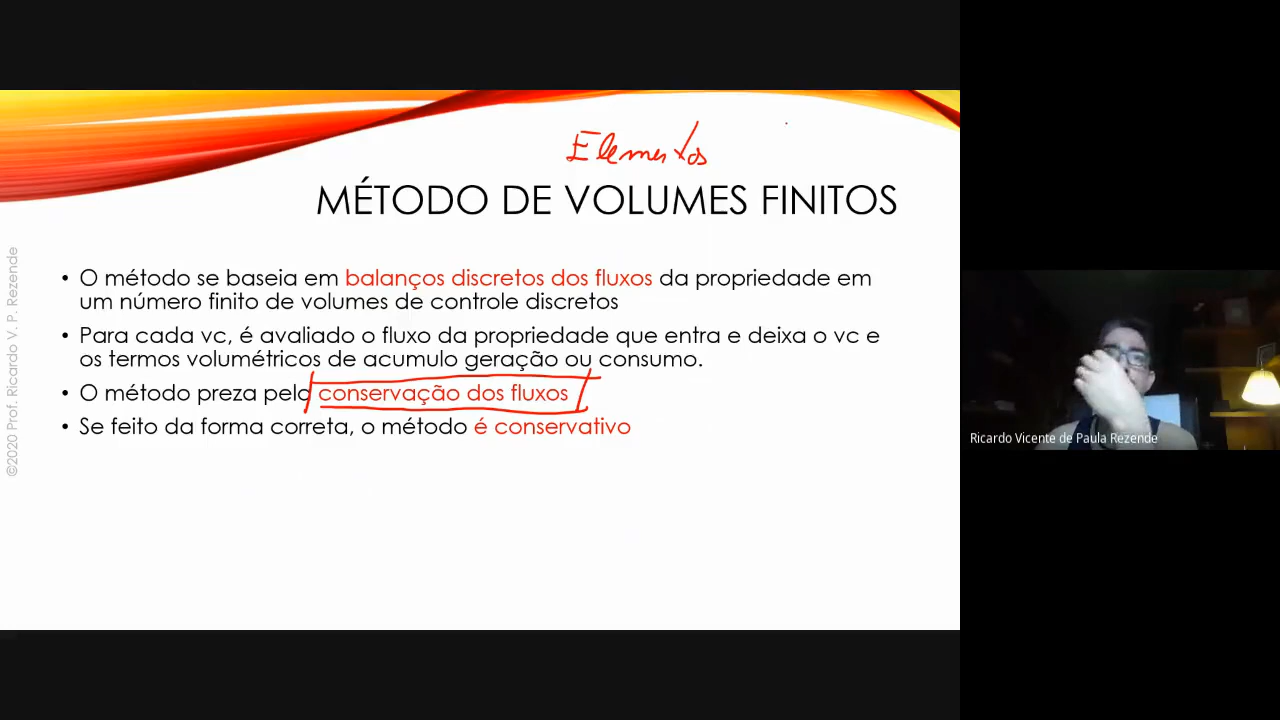 Elementos
MÉTODO DE VOLUMES FINITOS
• O método se baseia em balanços discretos dos fluxos da propriedade em
um número finito de volumes de controle discretos
• Para cada vc, é avaliado o fluxo da propriedade que entra e deixa o vc e
os termos volumétricos de acumulo geração ou consumo.
• O método preza pela conservação dos fluxos
• Se feito da forma correta, o método é conservativo
©2020 Prof. Ricardo V. P. Rezende
Ricardo Vicente de Paula Rezende